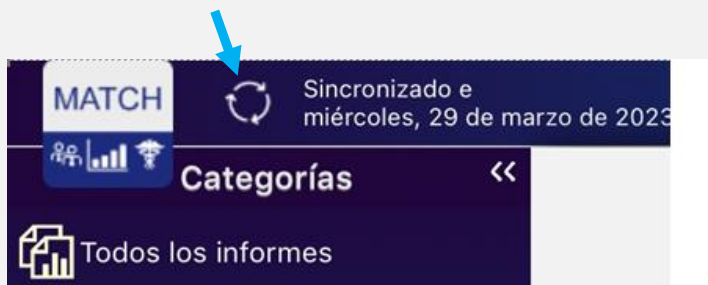 MATCH
Sincronizado e
miércoles, 29 de marzo de 2023
Categorías
Todos los informes